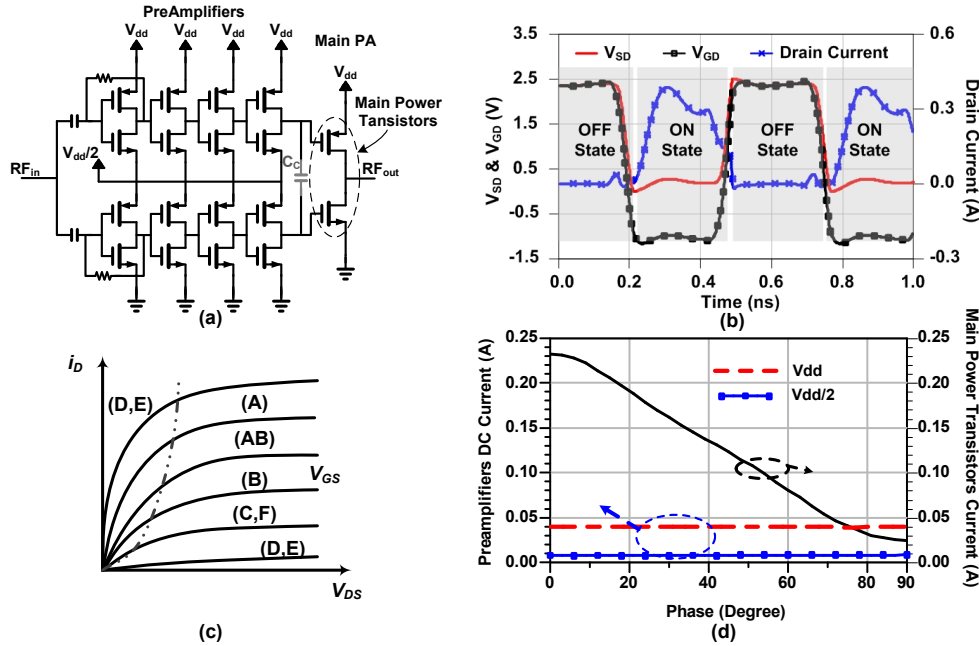 (a)
PreAmplifiers
Vdd Vdd Vdd Vdd
Main PA
Vdd
Main Power
Tansistors
RFin
Vdd/2
CC
RFout
(a)
3.5
2.5
1.5
0.5
-0.5
-1.5
VSD & VGD (V)
VSD VGD Drain Current
OFF
State
ON
State
OFF
State
ON
State
0.6
0.3
0.0
-0.3
Drain Current (A)
0.0 0.2 0.4 0.6 0.8 1.0
Time (ns)
(b)
iD
(D,E)
(A)
(AB)
VGS
(B)
(C,F)
(D,E)
VDS
(c)
0.25
0.20
0.15
0.10
0.05
0.00
Preamplifiers DC Current (A)
Vdd
Vdd/2
0.25
0.20
0.15
0.10
0.05
0.00
Main Power Transistors Current (A)
0 20 40 60 80 90
Phase (Degree)
(d)